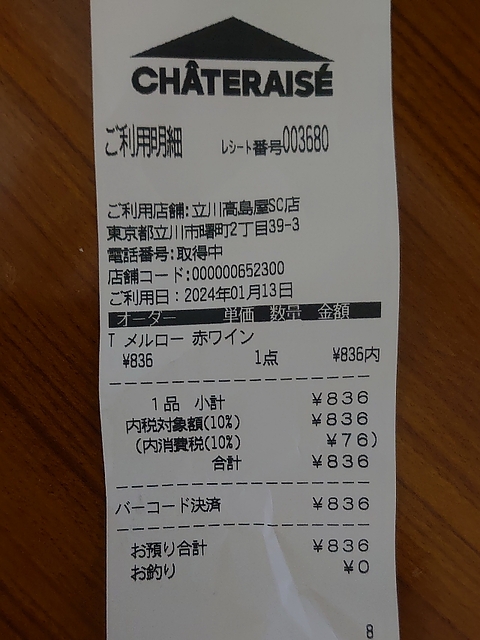 CHÂTERAISÉ
ご利用明細 レシート番号003680
ご利用店舗:立川高島屋SC店
東京都立川市曙町2丁目39-3
電話番号:取得中
店舗コード:000000652300
ご利用日:2024年01月13日
オーダー 単価 数量 金額
T メルロー 赤ワイン
¥836 1点 ¥836内
1品 小計 ¥836
内税対象額(10%) ¥836
(内消費税(10%) ¥76)
合計 ¥836
バーコード決済 ¥836
お預り合計 ¥836
お釣り ¥0
8